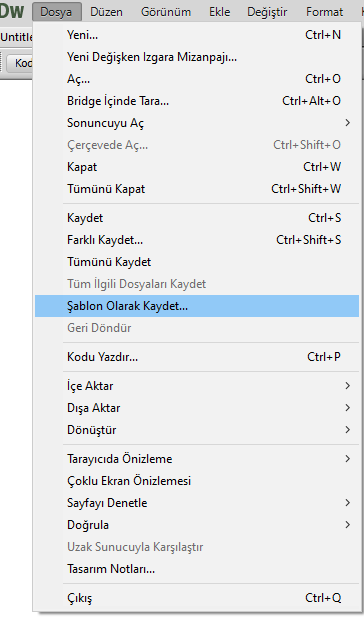 Dw Dosya Düzen Görünüm Ekle Değiştir Format
Untitle
Kod
Yeni... Ctrl+N
Yeni Değişken Izgara Mizanpajı...
Aç... Ctrl+O
Bridge İçinde Tara... Ctrl+Alt+O
Sonuncuyu Aç
Çerçevede Aç... Ctrl+Shift+O
Kapat Ctrl+W
Tümünü Kapat Ctrl+Shift+W
Kaydet Ctrl+S
Farklı Kaydet... Ctrl+Shift+S
Tümünü Kaydet
Tüm İlgili Dosyaları Kaydet
Şablon Olarak Kaydet...
Geri Döndür
Kodu Yazdır... Ctrl+P
İçe Aktar
Dışa Aktar
Dönüştür
Tarayıcıda Önizleme
Çoklu Ekran Önizlemesi
Sayfayı Denetle
Doğrula
Uzak Sunucuyla Karşılaştır
Tasarım Notları...
Çıkış Ctrl+Q